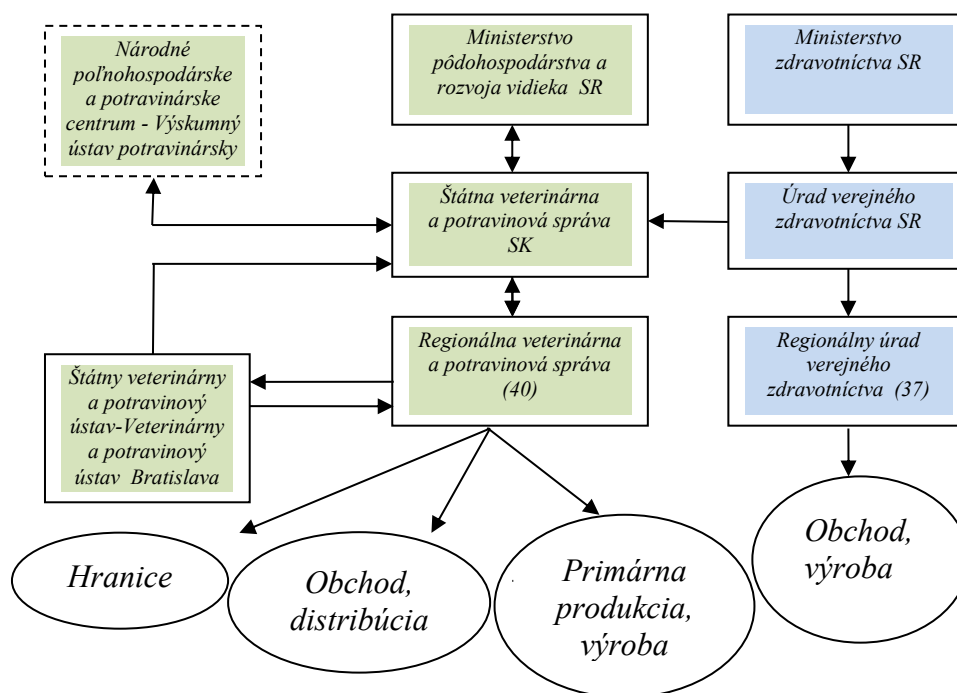 Národné
poľnohospodárske
a potravinárske
centrum - Výskumný
ústav potravinársky
Ministerstvo
pôdohospodárstva a
rozvoja vidieka SR
Ministerstvo
zdravotníctva SR
Štátna veterinárna
a potravinová správa
SK
Úrad verejného
zdravotníctva SR
Regionálna veterinárna
a potravinová správa
(40)
Regionálny úrad
verejného
zdravotníctva (37)
Štátny veterinárny
a potravinový
ústav-Veterinárny
a potravinový
ústav Bratislava
Hranice
Obchod,
distribúcia
Primárna
produkcia,
výroba
Obchod,
výroba